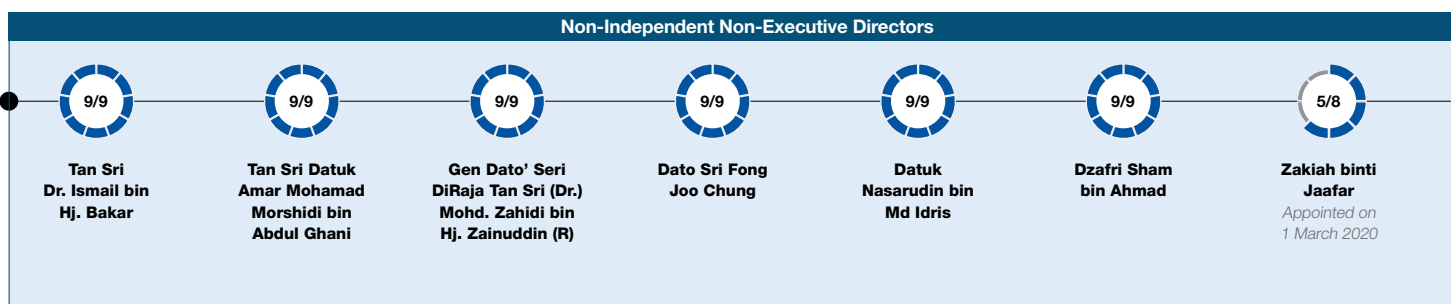 Non-Independent Non-Executive Directors
9/9
9/9
9/9
9/9
9/9
9/9
5/8
Tan Sri
Dr. Ismail bin
Hj. Bakar
Tan Sri Datuk
Amar Mohamad
Morshidi bin
Abdul Ghani
Gen Dato’ Seri
DiRaja Tan Sri (Dr.)
Mohd. Zahidi bin
Hj. Zainuddin (R)
Dato Sri Fong
Joo Chung
Datuk
Nasarudin bin
Md Idris
Dzafri Sham
bin Ahmad
Zakiah binti
Jaafar
Appointed on
1 March 2020